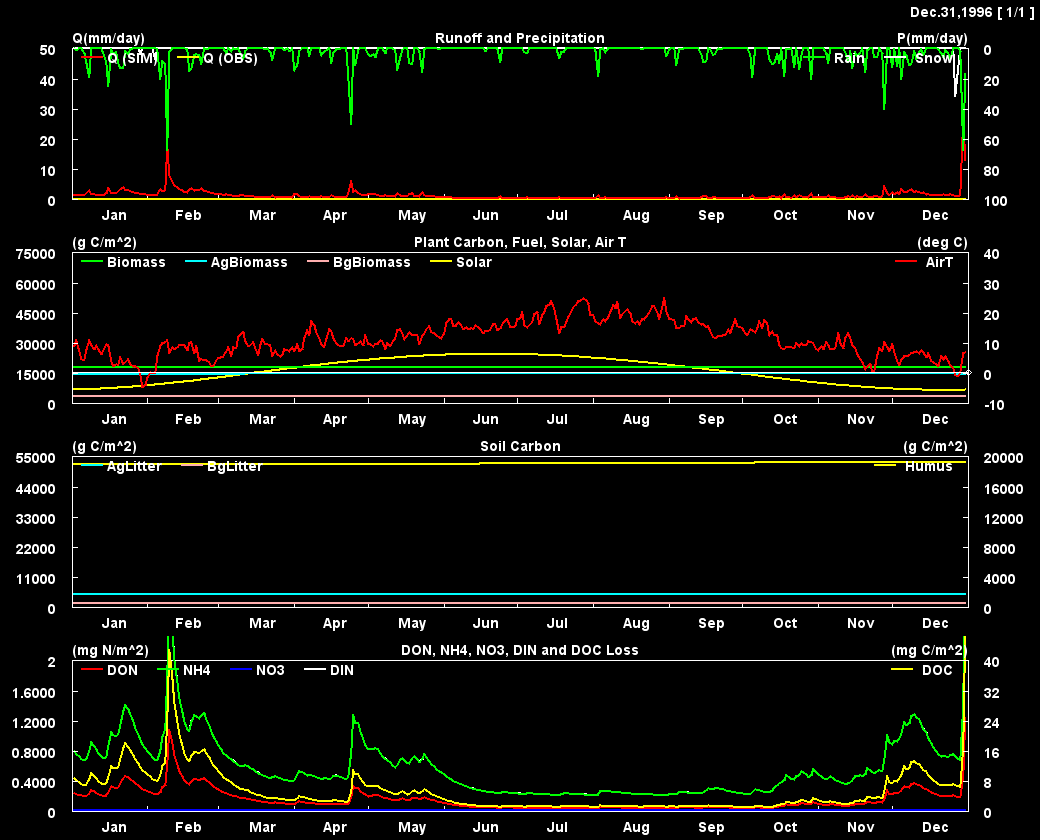 Dec.31,1996 [ 1/1 ]
Q(mm/day) Runoff and Precipitation P(mm/day)
Q (SIM) Q (OBS) Rain Snow
50 0
40 20
30 40
20 60
10 80
0 100
Jan Feb Mar Apr May Jun Jul Aug Sep Oct Nov Dec
(g C/m^2) Plant Carbon, Fuel, Solar, Air T (deg C)
Biomass AgBiomass BgBiomass Solar AirT
75000 40
60000 30
45000 20
30000 10
15000 0
0 -10
Jan Feb Mar Apr May Jun Jul Aug Sep Oct Nov Dec
(g C/m^2) Soil Carbon (g C/m^2)
AgLitter BgLitter Humus
55000 20000
44000 16000
33000 12000
22000 8000
11000 4000
0 0
Jan Feb Mar Apr May Jun Jul Aug Sep Oct Nov Dec
(mg N/m^2) DON, NH4, NO3, DIN and DOC Loss (mg C/m^2)
DON NH4 NO3 DIN DOC
2 40
1.6000 32
1.2000 24
0.8000 16
0.4000 8
0 0
Jan Feb Mar Apr May Jun Jul Aug Sep Oct Nov Dec